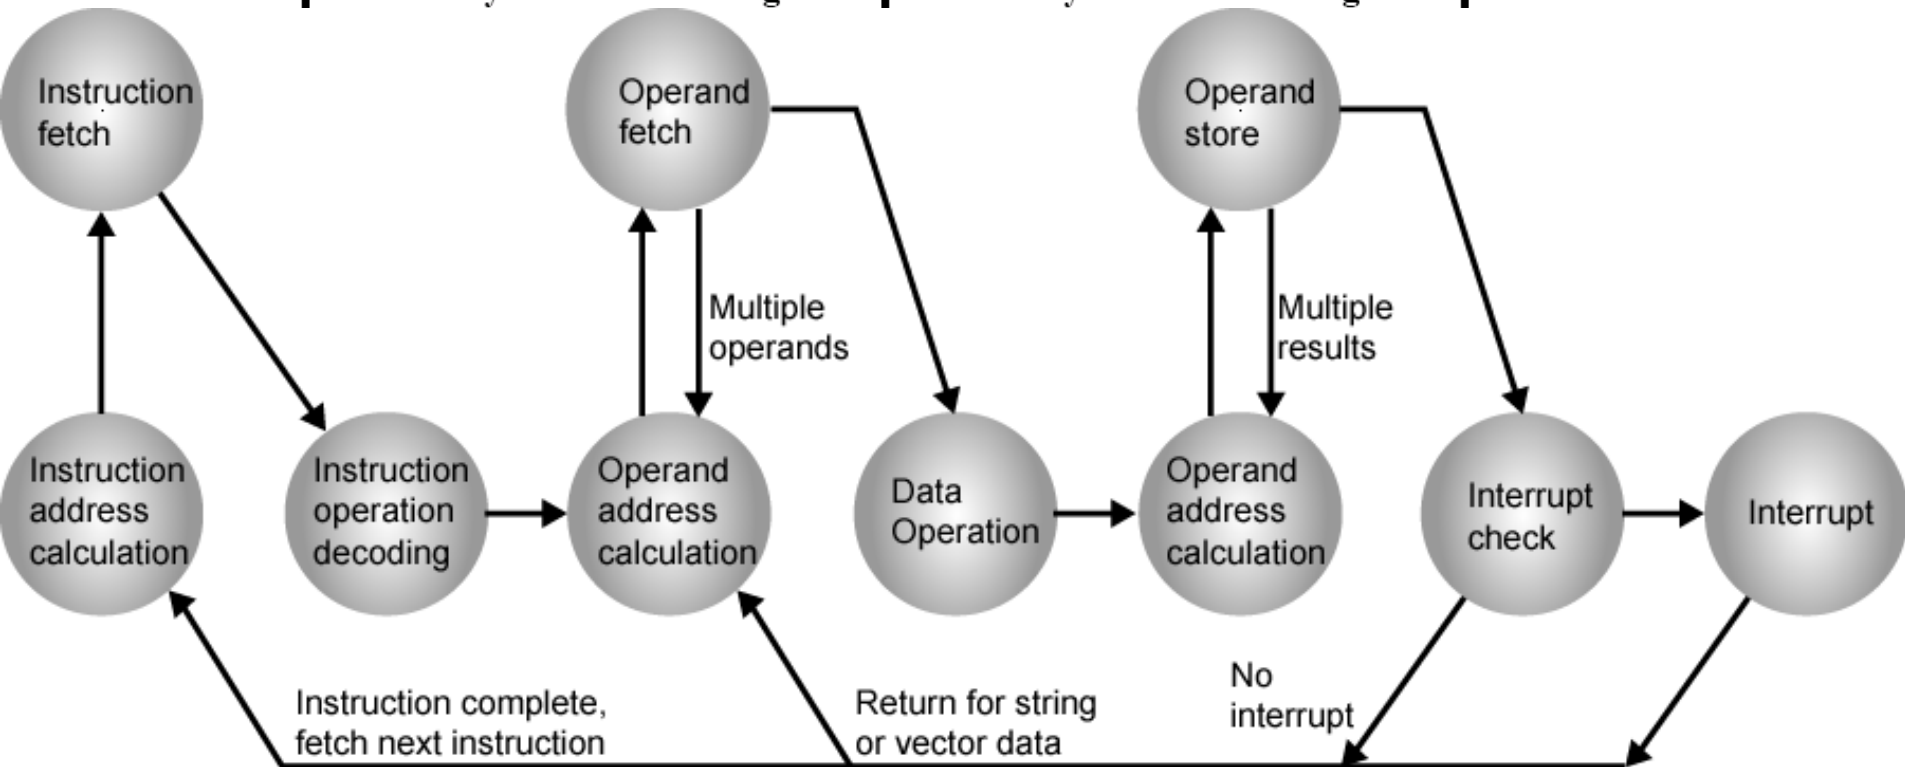 Instruction
fetch
Operand
fetch
Operand
store
Multiple
operands
Multiple
results
Instruction
address
calculation
Instruction
operation
decoding
Operand
address
calculation
Data
Operation
Operand
address
calculation
Interrupt
check
Interrupt
Instruction complete,
fetch next instruction
Return for string
or vector data
No
interrupt